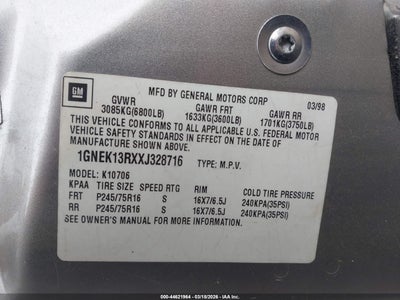 GM
MFD BY GENERAL MOTORS CORP 03/98
GVWR GAWR FRT GAWR RR
3085KG(6800LB) 1633KG(3600LB) 1701KG(3750LB)
THIS VEHICLE CONFORMS TO ALL APPLICABLE U.S. FEDERAL MOTOR
VEHICLE SAFETY STANDARDS IN EFFECT ON THE DATE OF
MANUFACTURE SHOWN ABOVE.
1GNEK13RXXJ328716 TYPE: M.P.V.
MODEL: K10706
KPAA TIRE SIZE SPEED RTG RIM COLD TIRE PRESSURE
FRT P245/75R16 S 16X7/6.5J 240KPA(35PSI)
RR P245/75R16 S 16X7/6.5J 240KPA(35PSI)
SEE OWNER'S MANUAL FOR MORE INFORMATION.
000-44621964 - 03/18/2026 - IAA, Inc. Copyright